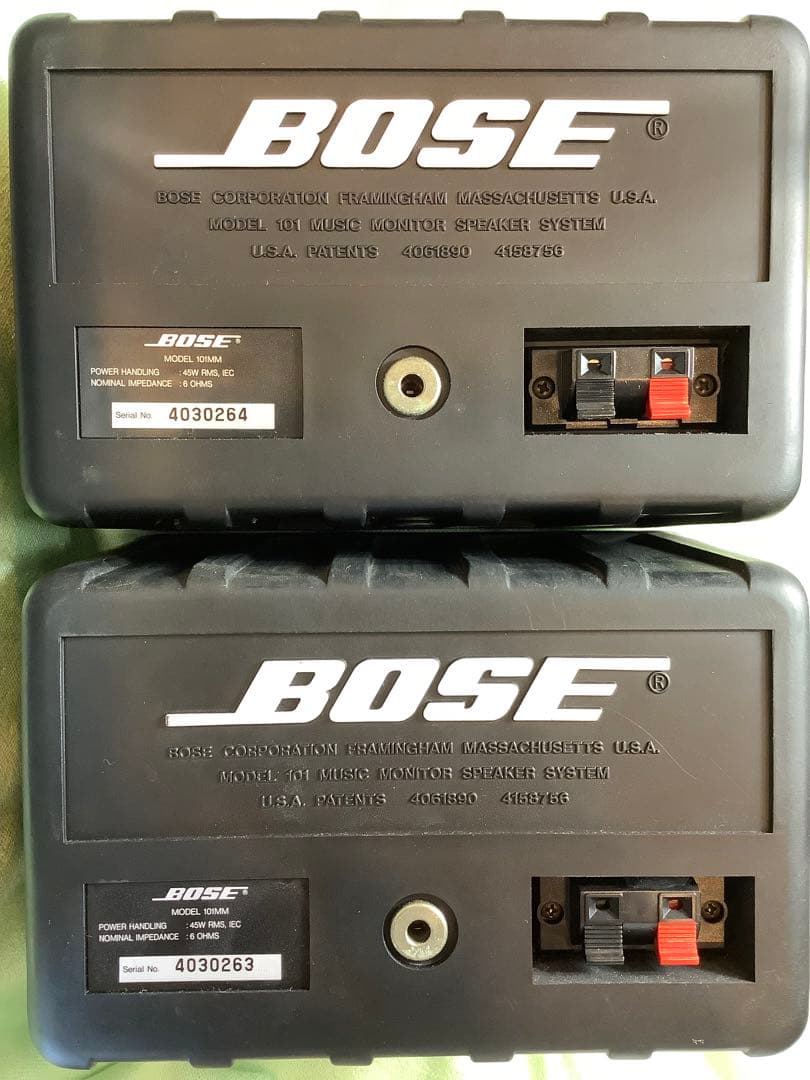 BOSE®
BOSE CORPORATION FRAMINGHAM MASSACHUSETTS U.S.A.
MODEL 101 MUSIC MONITOR SPEAKER SYSTEM
U.S.A. PATENTS 4061890 4158756
BOSE®
MODEL 101MM
POWER HANDLING : 45W RMS, IEC
NOMINAL IMPEDANCE : 6 OHMS
Serial No. 4030264
BOSE®
BOSE CORPORATION FRAMINGHAM MASSACHUSETTS U.S.A.
MODEL 101 MUSIC MONITOR SPEAKER SYSTEM
U.S.A. PATENTS 4061890 4158756
BOSE®
MODEL 101MM
POWER HANDLING : 45W RMS, IEC
NOMINAL IMPEDANCE : 6 OHMS
Serial No. 4030263